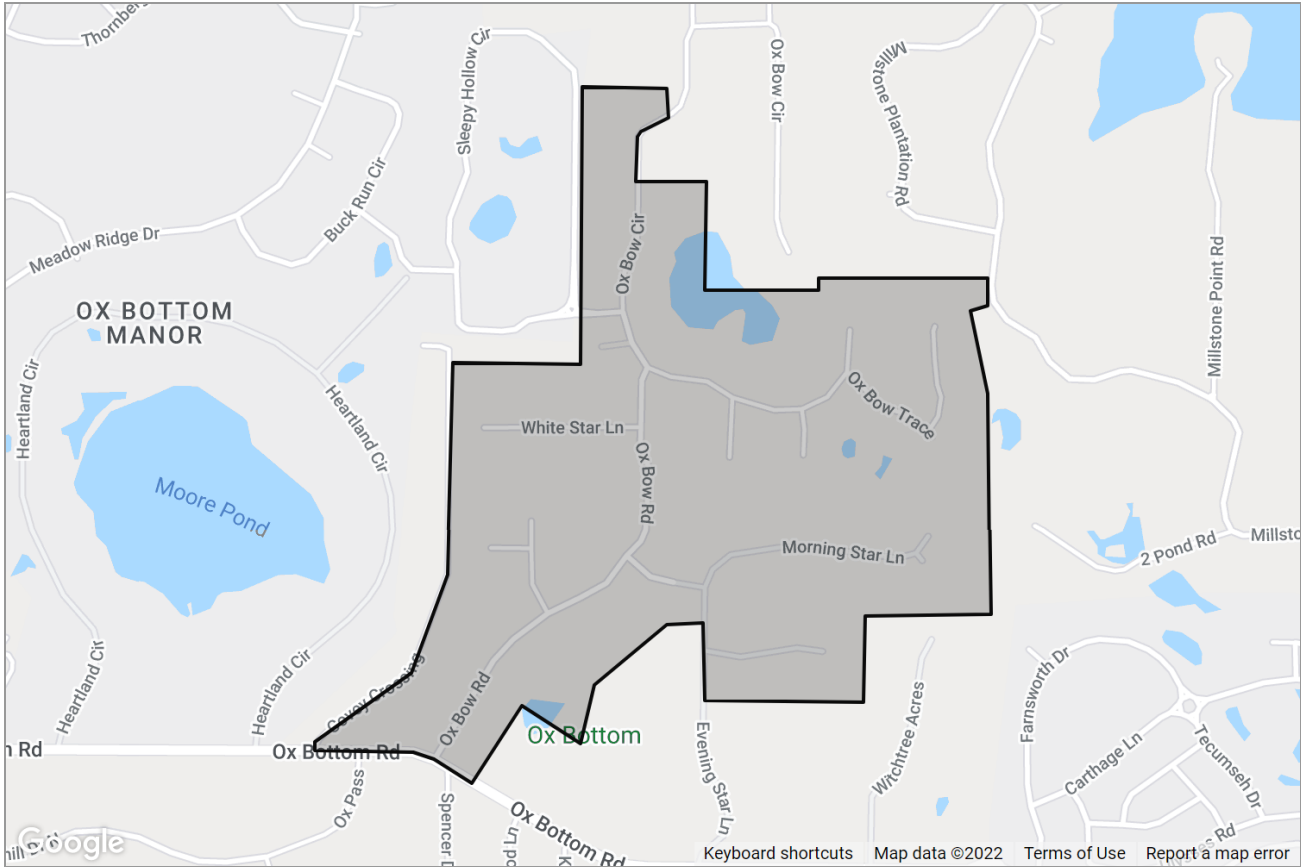 Thornberg
Sleepy Hollow Cir
Ox Bow Cir
Millstone Plantation Rd
Buck Run Cir
Meadow Ridge Dr
Ox Bow Cir
Millstone Point Rd
OX BOTTOM
MANOR
Heartland Cir
Heartland Cir
Ox Bow Trace
White Star Ln
Ox Bow Rd
Moore Pond
Morning Star Ln
2 Pond Rd
Millsto
Heartland Cir
Heartland Cir
Covey Crossing
Ox Bow Rd
Farnsworth Dr
Witchtree Acres
Ox Bottom
n Rd
Ox Bottom Rd
Evening Star Ln
Carthage Ln
Tecumseh Dr
Ox Pass
Spencer D
Ox Bottom Rd
Google
Keyboard shortcuts
Map data ©2022
Terms of Use
Report a map error